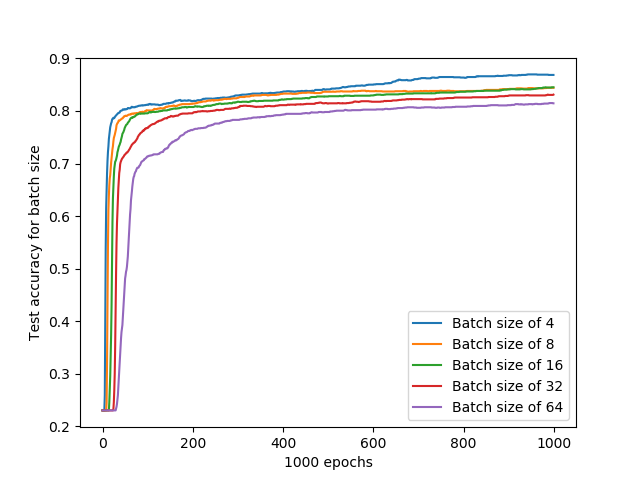 0.9
0.8
0.7
0.6
0.5
0.4
0.3
0.2
Test accuracy for batch size
0 200 400 600 800 1000
1000 epochs
Batch size of 4
Batch size of 8
Batch size of 16
Batch size of 32
Batch size of 64